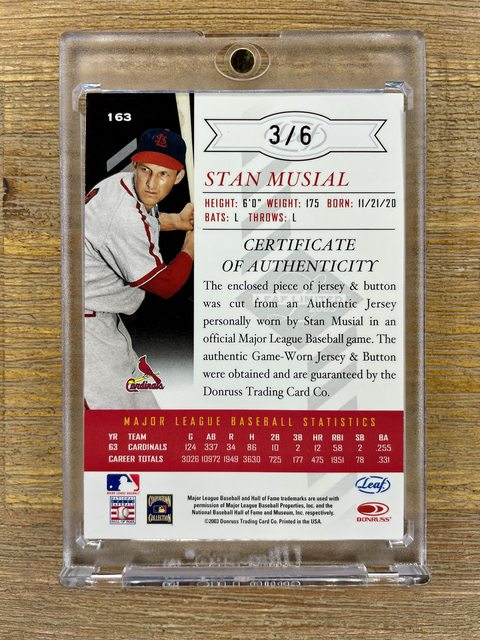 163
3/6
STAN MUSIAL
HEIGHT: 6'0" WEIGHT: 175 BORN: 11/21/20
BATS: L THROWS: L
CERTIFICATE
OF AUTHENTICITY
The enclosed piece of jersey & button
was cut from an Authentic Jersey
personally worn by Stan Musial in an
official Major League Baseball game. The
authentic Game-Worn Jersey & Button
were obtained and are guaranteed by the
Donruss Trading Card Co.
Cardinals
MAJOR LEAGUE BASEBALL STATISTICS
YR TEAM G AB R H 2B 3B HR RBI SB BA
63 CARDINALS 124 337 34 86 10 2 12 58 2 .255
CAREER TOTALS 3026 10972 1949 3630 725 177 475 1951 78 .331
Leaf
Major League Baseball and Hall of Fame trademarks are used with
permission of Major League Baseball Properties, Inc. and the
National Baseball Hall of Fame and Museum, Inc. respectively.
©2003 Donruss Trading Card Co. Printed in the USA.
COOPERSTOWN
COLLECTION
DONRUSS